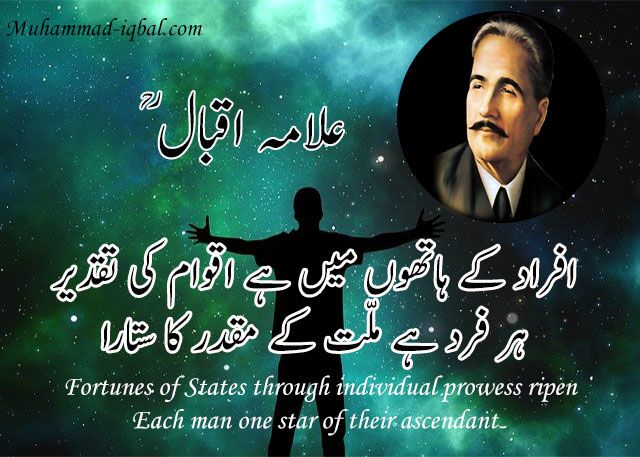 Muhammad-iqbal.com
علامہ اقبالؒ
افراد کے ہاتھوں میں ہے اقوام کی تقدیر
ہر فرد ہے ملّت کے مقدر کا ستارا
Fortunes of States through individual prowess ripen
Each man one star of their ascendant.